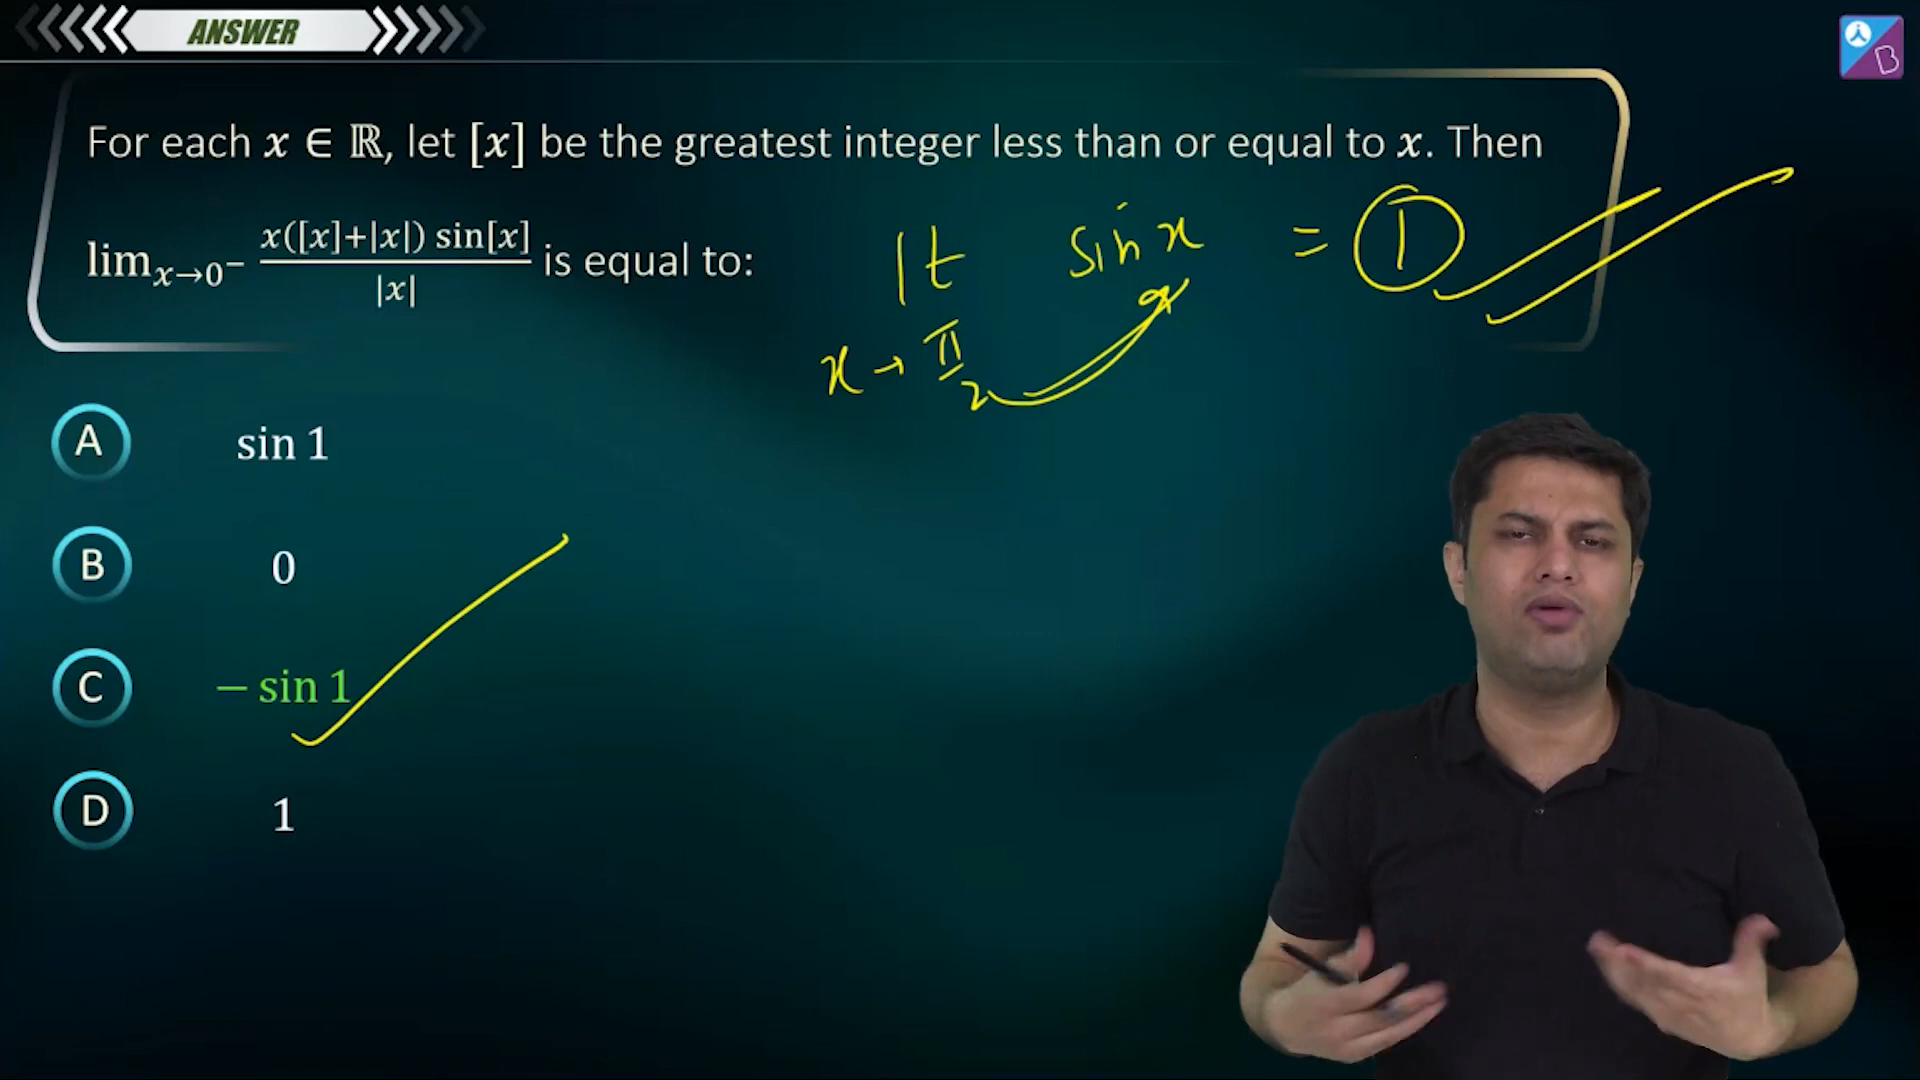 ANSWER
For each x ∈ ℝ, let [x] be the greatest integer less than or equal to x. Then
lim x→0⁻ x([x]+|x|) sin[x] / |x| is equal to:
lt sin x = 1
x → π/2
A sin 1
B 0
C − sin 1
D 1
B